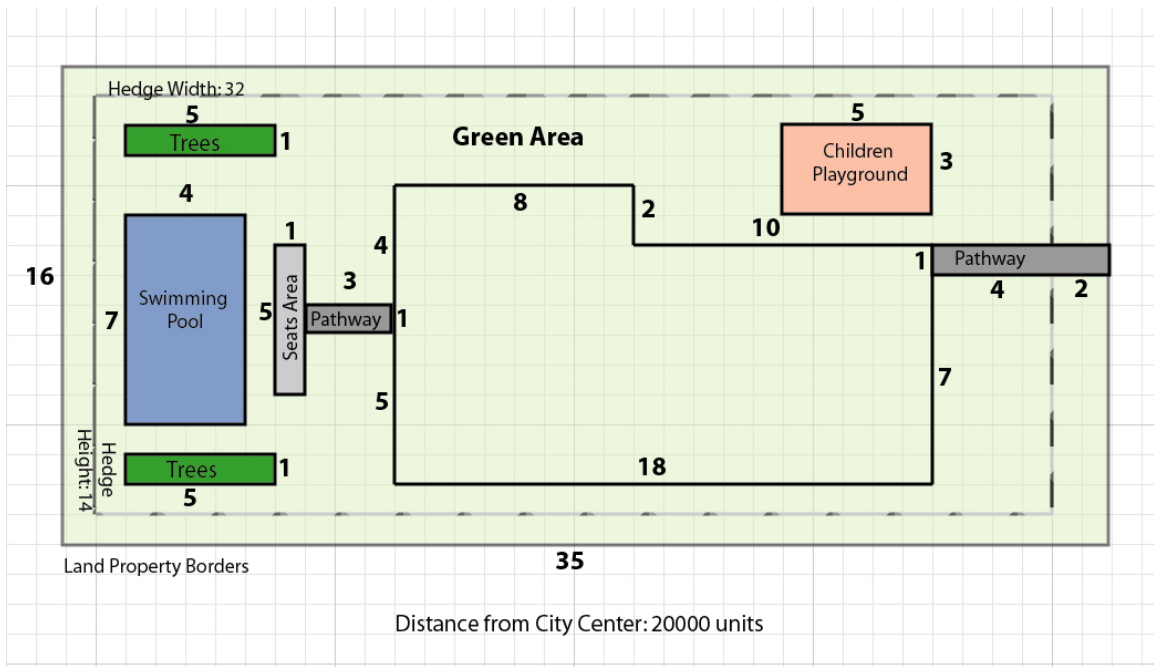 Hedge Width: 32
5
Trees
1
Green Area
5
Children
Playground
3
4
8
2
10
1
4
16
1
3
Swimming
Pool
7
5
Seats Area
Pathway
1
Pathway
4
2
5
7
Hedge
Height: 14
Trees
1
5
18
Land Property Borders
35
Distance from City Center: 20000 units